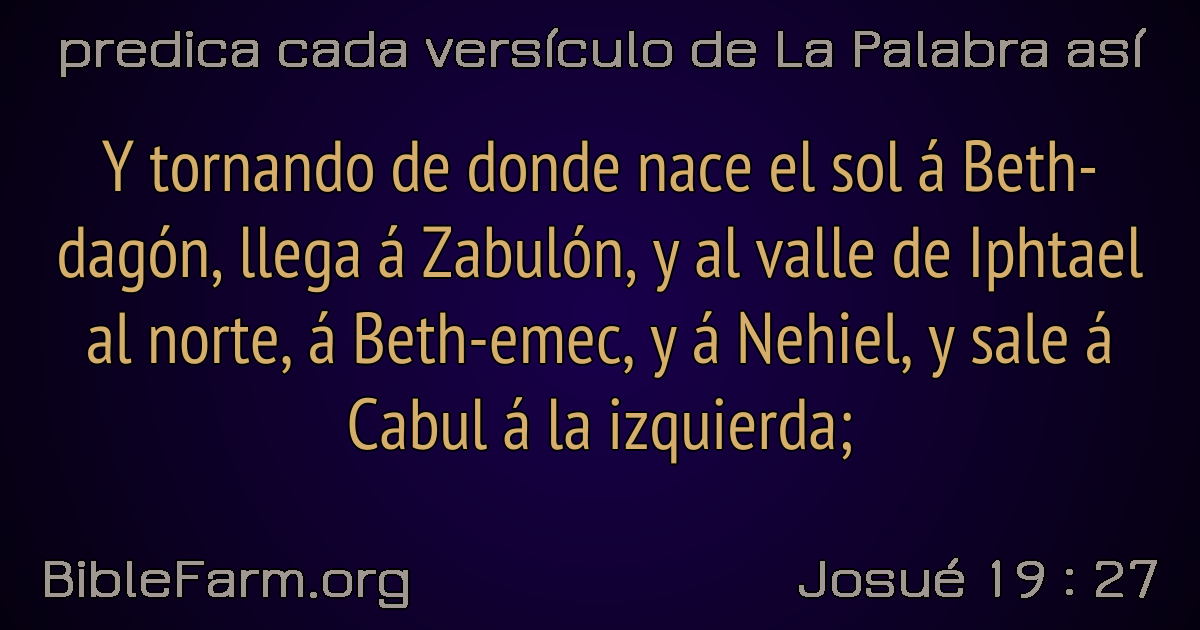 predica cada versículo de La Palabra así
Y tornando de donde nace el sol á Beth-
dagón, llega á Zabulón, y al valle de Iphtael
al norte, á Beth-emec, y á Nehiel, y sale á
Cabul á la izquierda;
BibleFarm.org
Josué 19 : 27